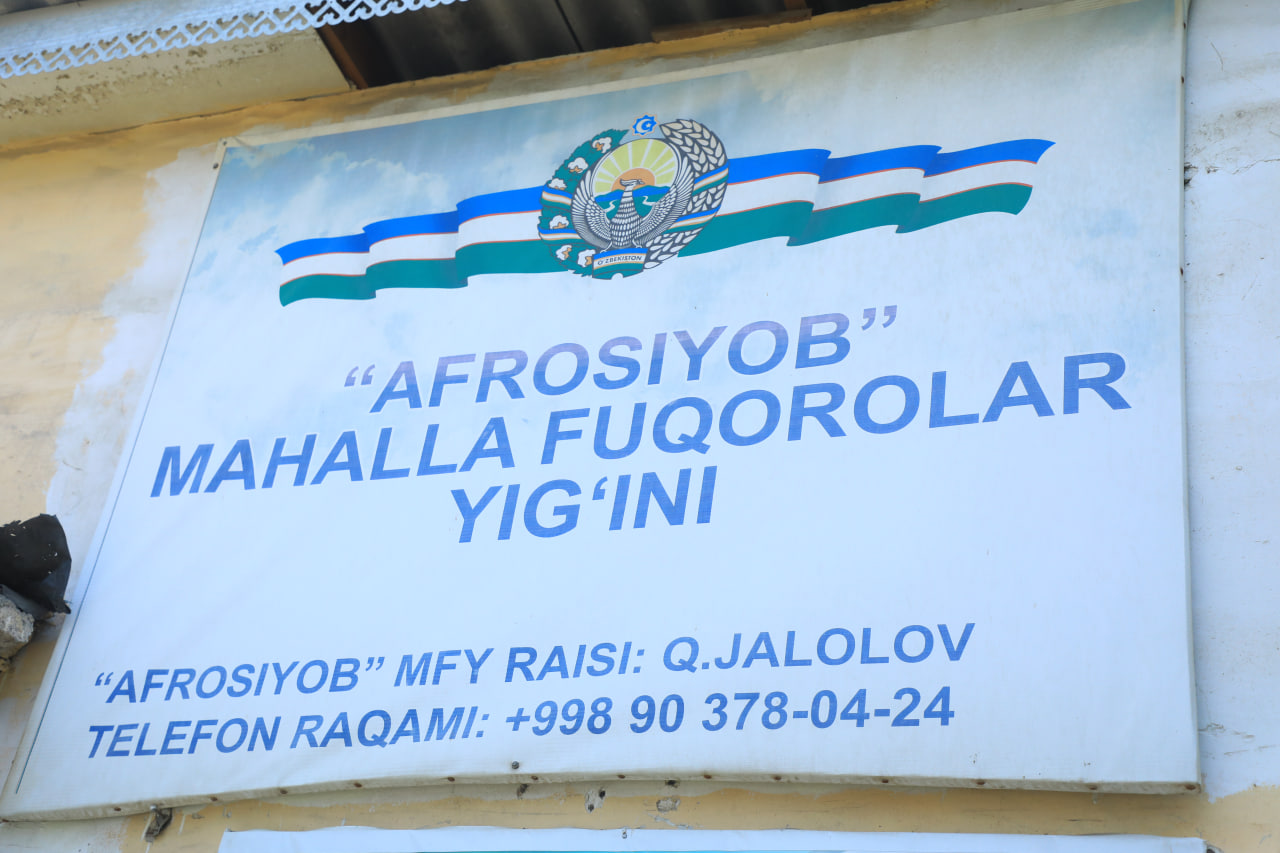 O'ZBEKISTON
“AFROSIYOB”
MAHALLA FUQOROLAR
YIG‘INI
“AFROSIYOB” MFY RAISI: Q.JALOLOV
TELEFON RAQAMI: +998 90 378-04-24